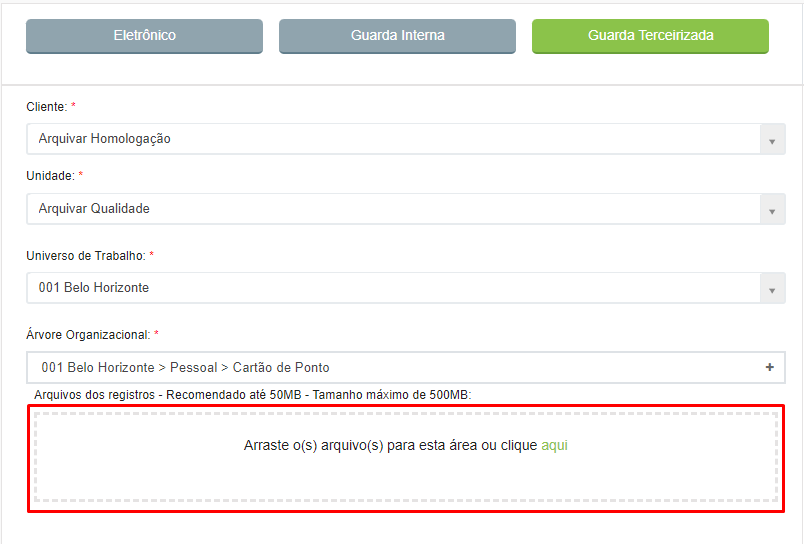 Eletrônico Guarda Interna Guarda Terceirizada
Cliente: *
Arquivar Homologação
Unidade: *
Arquivar Qualidade
Universo de Trabalho: *
001 Belo Horizonte
Árvore Organizacional: *
001 Belo Horizonte > Pessoal > Cartão de Ponto +
Arquivos dos registros - Recomendado até 50MB - Tamanho máximo de 500MB:
Arraste o(s) arquivo(s) para esta área ou clique aqui